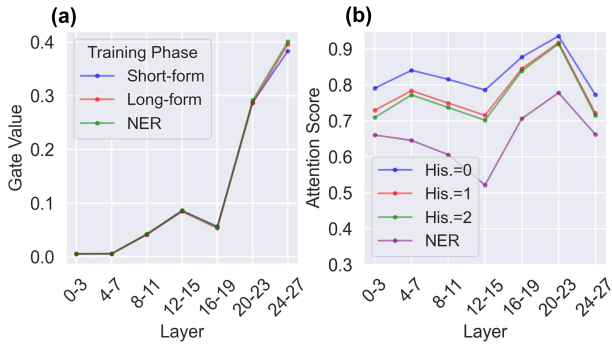 (a)
Gate Value
0.4
0.3
0.2
0.1
0.0
Training Phase
Short-form
Long-form
NER
0-3
4-7
8-11
12-15
16-19
20-23
24-27
Layer
(b)
Attention Score
0.9
0.8
0.7
0.6
0.5
0.4
0.3
His.=0
His.=1
His.=2
NER
0-3
4-7
8-11
12-15
16-19
20-23
24-27
Layer